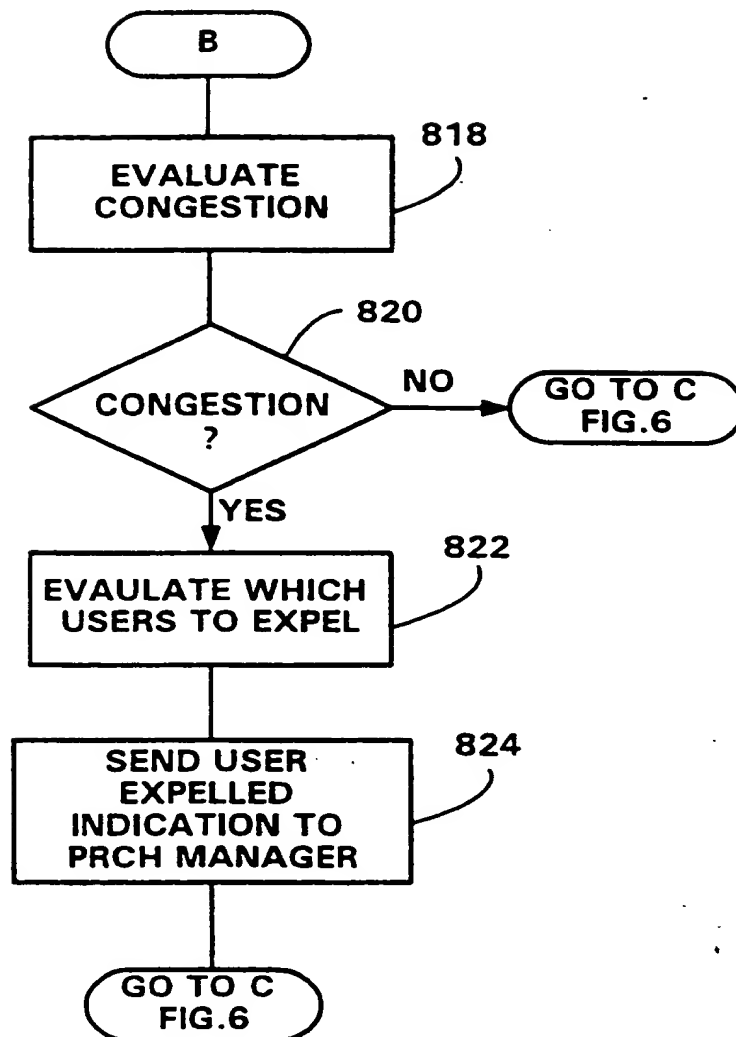 B
818
EVALUATE
CONGESTION
820
CONGESTION
?
NO
GO TO C
FIG.6
YES
822
EVAULATE WHICH
USERS TO EXPEL
824
SEND USER
EXPELLED
INDICATION TO
PRCH MANAGER
GO TO C
FIG.6